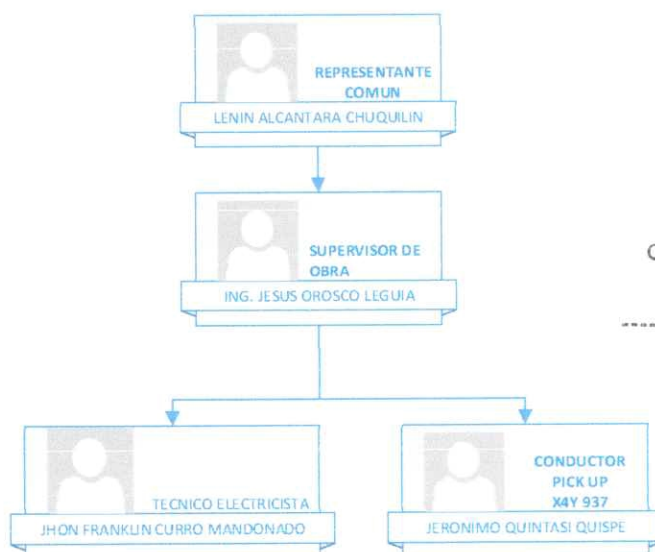 REPRESENTANTE
COMUN
LENIN ALCANTARA CHUQUILIN
SUPERVISOR DE
OBRA
ING. JESUS OROSCO LEGUIA
TECNICO ELECTRICISTA
JHON FRANKLIN CURRO MANDONADO
CONDUCTOR
PICK UP
X4Y 937
JERONIMO QUINTASI QUISPE